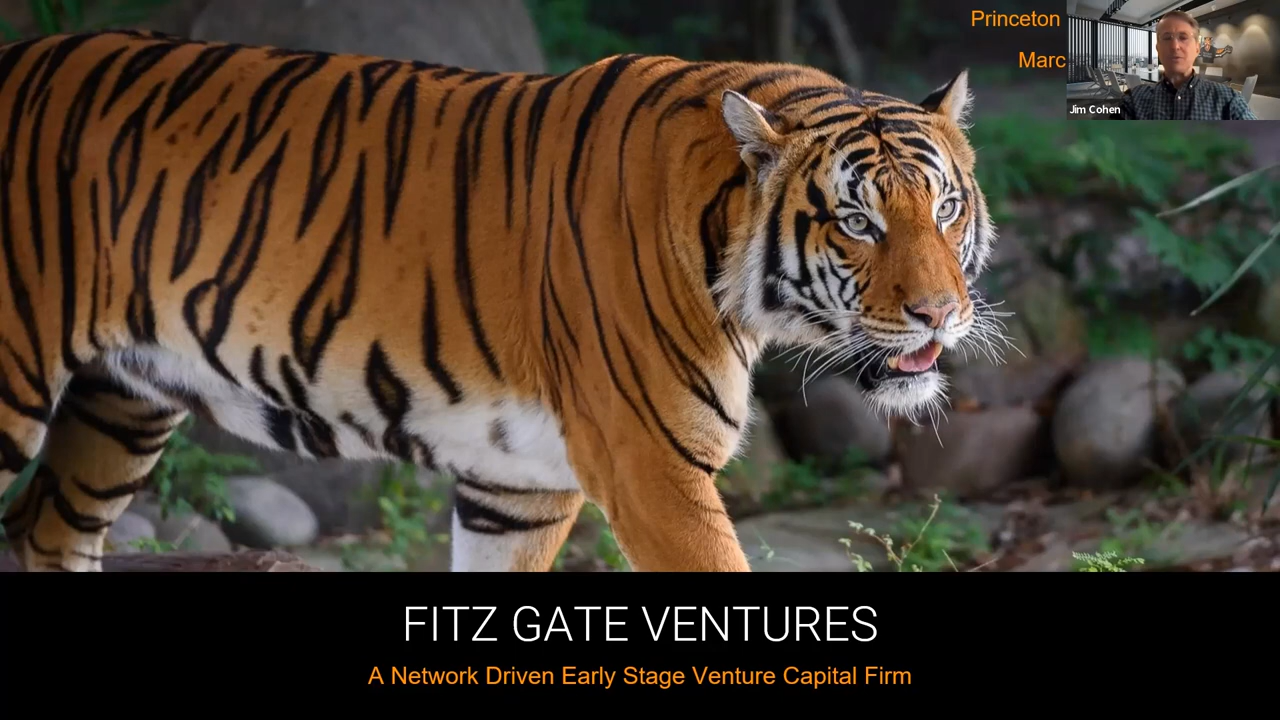 Princeton
Marc
Jim Cohen
FITZ GATE VENTURES
A Network Driven Early Stage Venture Capital Firm